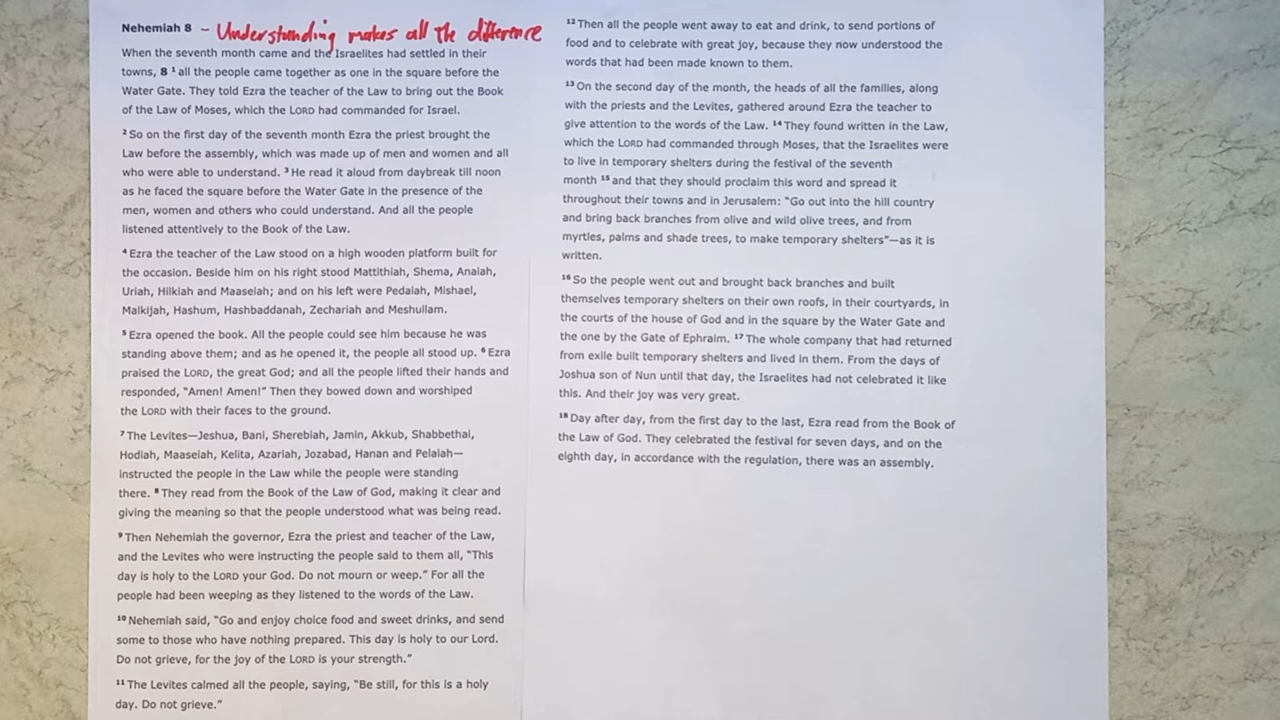 Nehemiah 8 - Understanding makes all the difference
When the seventh month came and the Israelites had settled in their
towns, 8 1 all the people came together as one in the square before the
Water Gate. They told Ezra the teacher of the Law to bring out the Book
of the Law of Moses, which the LORD had commanded for Israel.
2 So on the first day of the seventh month Ezra the priest brought the
Law before the assembly, which was made up of men and women and all
who were able to understand. 3 He read it aloud from daybreak till noon
as he faced the square before the Water Gate in the presence of the
men, women and others who could understand. And all the people
listened attentively to the Book of the Law.
4 Ezra the teacher of the Law stood on a high wooden platform built for
the occasion. Beside him on his right stood Mattithiah, Shema, Anaiah,
Uriah, Hilkiah and Maaseiah; and on his left were Pedaiah, Mishael,
Malkijah, Hashum, Hashbaddanah, Zechariah and Meshullam.
5 Ezra opened the book. All the people could see him because he was
standing above them; and as he opened it, the people all stood up. 6 Ezra
praised the LORD, the great God; and all the people lifted their hands and
responded, "Amen! Amen!" Then they bowed down and worshiped
the LORD with their faces to the ground.
7 The Levites—Jeshua, Bani, Sherebiah, Jamin, Akkub, Shabbethai,
Hodiah, Maaseiah, Kelita, Azariah, Jozabad, Hanan and Pelaiah—
instructed the people in the Law while the people were standing
there. 8 They read from the Book of the Law of God, making it clear and
giving the meaning so that the people understood what was being read.
9 Then Nehemiah the governor, Ezra the priest and teacher of the Law,
and the Levites who were instructing the people said to them all, "This
day is holy to the LORD your God. Do not mourn or weep." For all the
people had been weeping as they listened to the words of the Law.
10 Nehemiah said, "Go and enjoy choice food and sweet drinks, and send
some to those who have nothing prepared. This day is holy to our Lord.
Do not grieve, for the joy of the LORD is your strength."
11 The Levites calmed all the people, saying, "Be still, for this is a holy
day. Do not grieve."
12 Then all the people went away to eat and drink, to send portions of
food and to celebrate with great joy, because they now understood the
words that had been made known to them.
13 On the second day of the month, the heads of all the families, along
with the priests and the Levites, gathered around Ezra the teacher to
give attention to the words of the Law. 14 They found written in the Law,
which the LORD had commanded through Moses, that the Israelites were
to live in temporary shelters during the festival of the seventh
month 15 and that they should proclaim this word and spread it
throughout their towns and in Jerusalem: "Go out into the hill country
and bring back branches from olive and wild olive trees, and from
myrtles, palms and shade trees, to make temporary shelters"—as it is
written.
16 So the people went out and brought back branches and built
themselves temporary shelters on their own roofs, in their courtyards, in
the courts of the house of God and in the square by the Water Gate and
the one by the Gate of Ephraim. 17 The whole company that had returned
from exile built temporary shelters and lived in them. From the days of
Joshua son of Nun until that day, the Israelites had not celebrated it like
this. And their joy was very great.
18 Day after day, from the first day to the last, Ezra read from the Book of
the Law of God. They celebrated the festival for seven days, and on the
eighth day, in accordance with the regulation, there was an assembly.